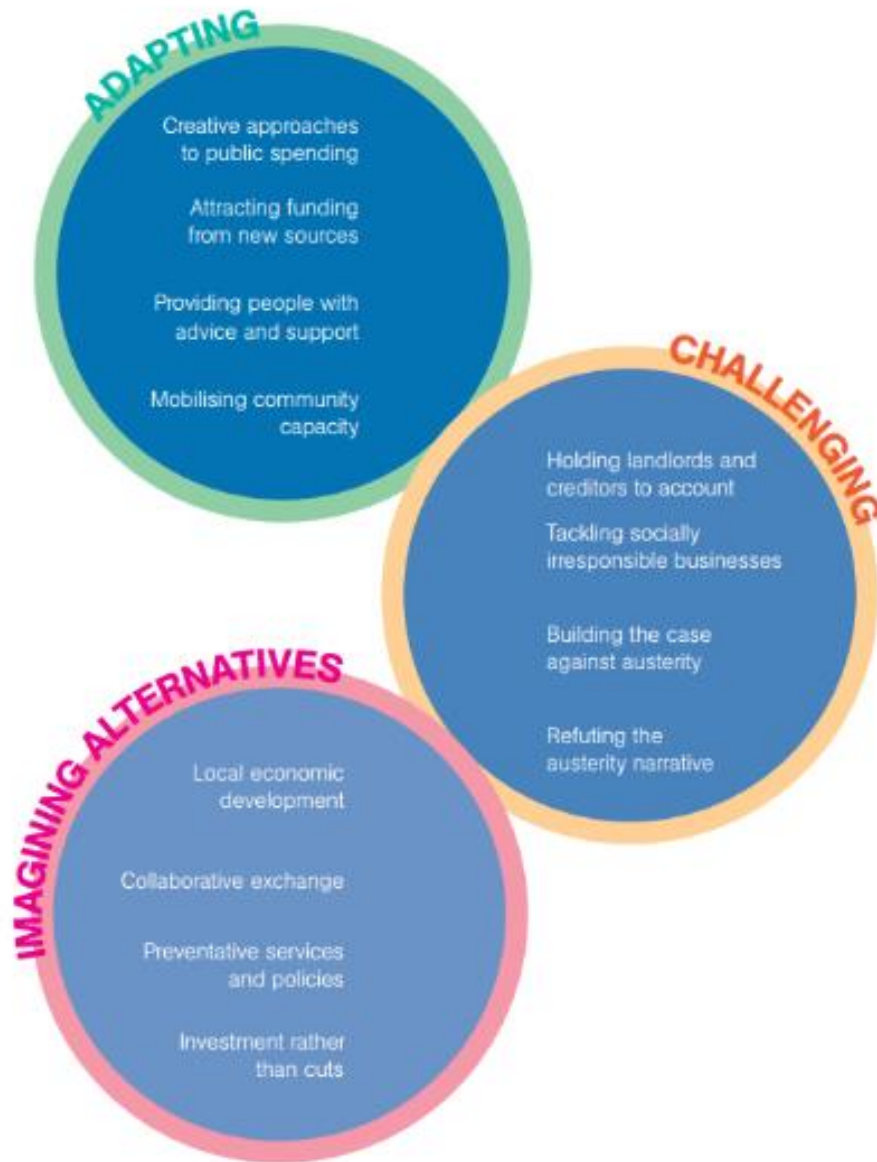 ADAPTING
Creative approaches
to public spending
Attracting funding
from new sources
Providing people with
advice and support
Mobilising community
capacity
CHALLENGING
Holding landlords and
creditors to account
Tackling socially
irresponsible businesses
Building the case
against austerity
Refuting the
austerity narrative
IMAGINING ALTERNATIVES
Local economic
development
Collaborative exchange
Preventative services
and policies
Investment rather
than cuts